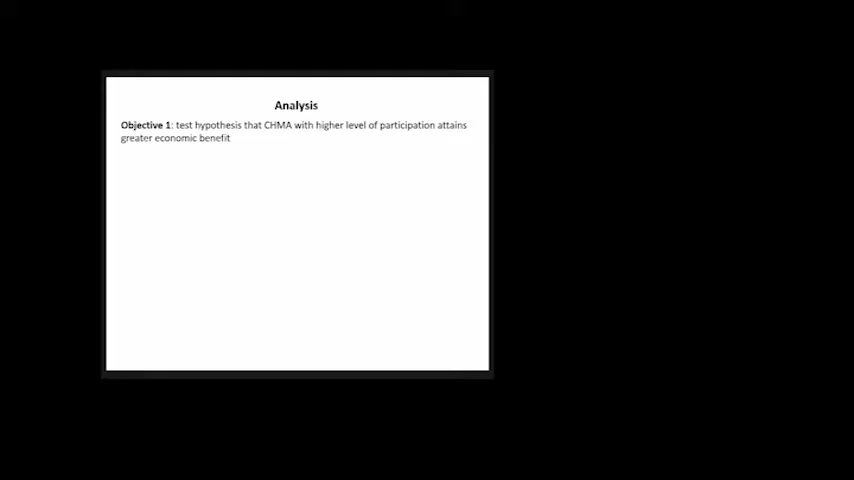 Analysis
Objective 1: test hypothesis that CHMA with higher level of participation attains
greater economic benefit